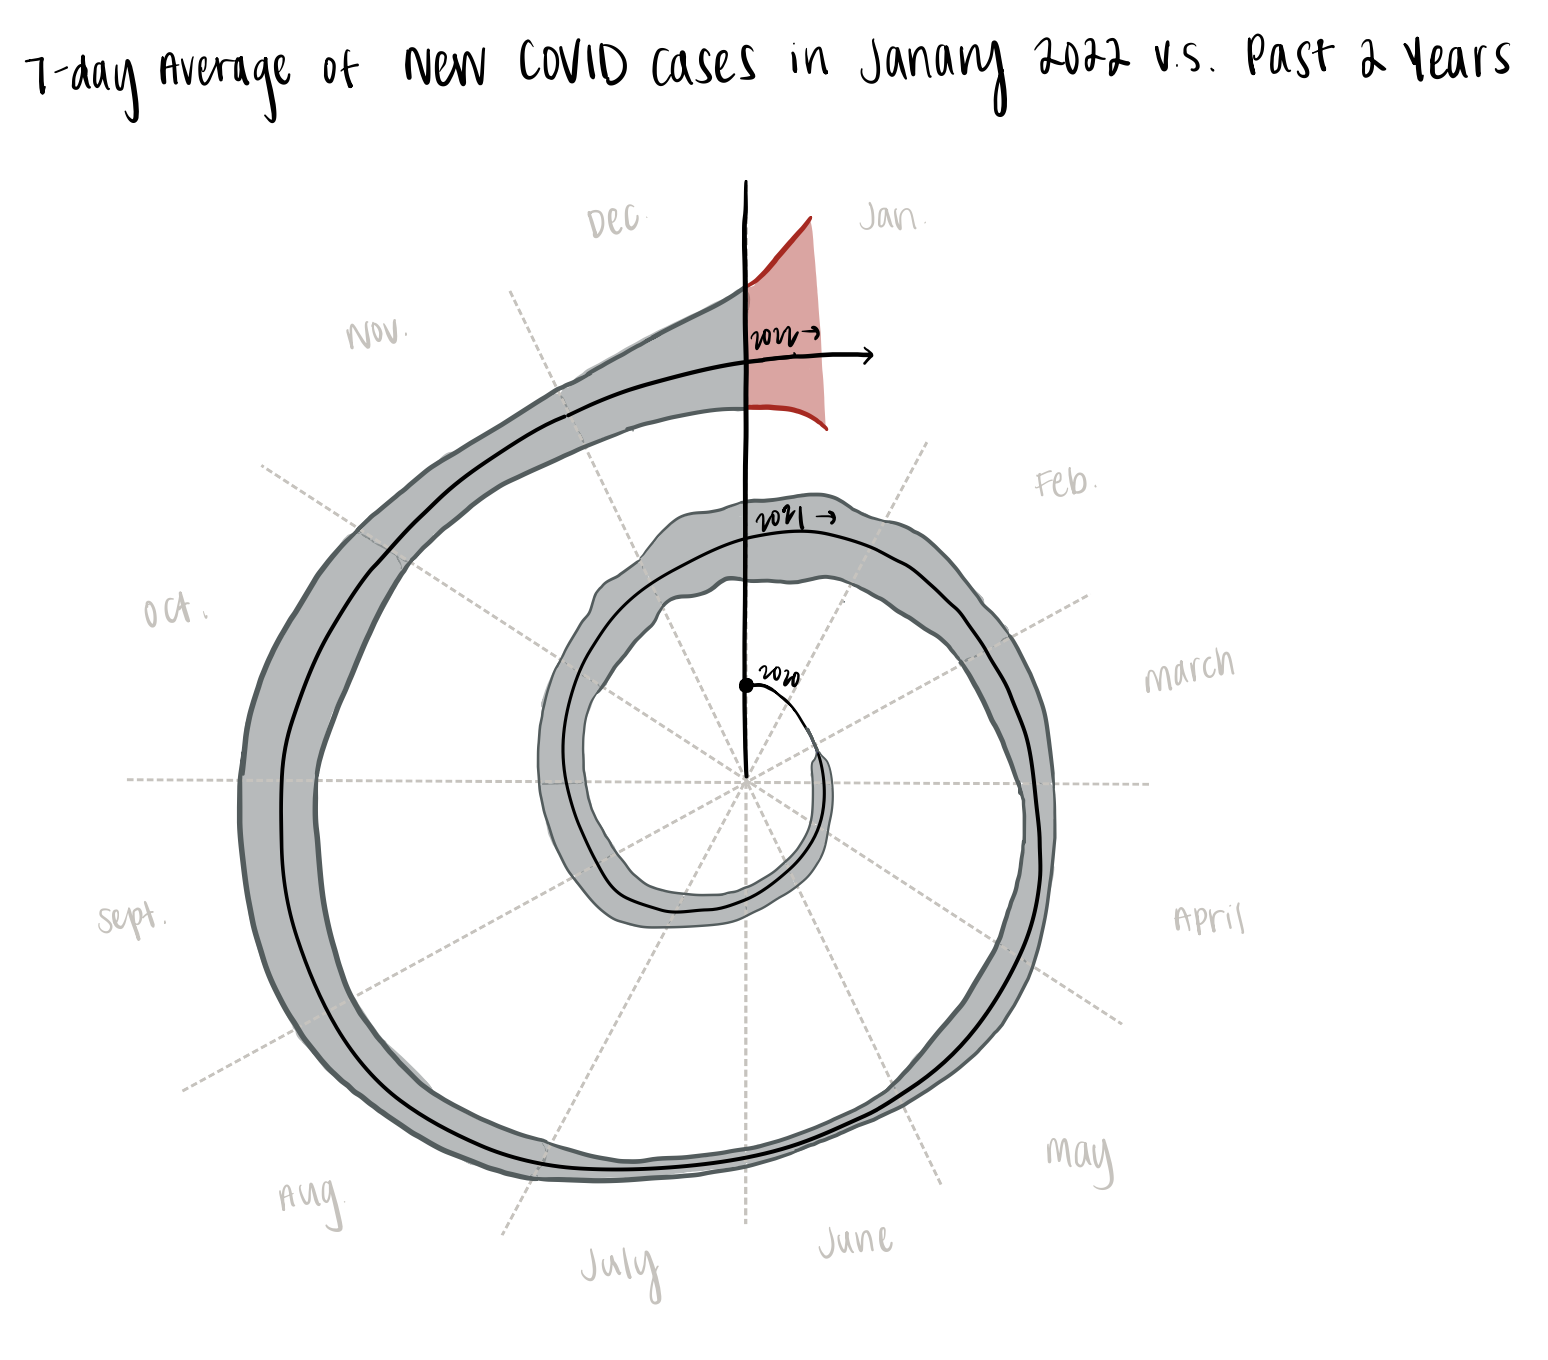 7-day Average of New COVID cases in Janary 2022 v.s. Past 2 Years
Dec.
Jan.
Nov.
2022→
Feb.
2021→
Oct.
March
2020
Sept.
April
May
Aug.
June
July